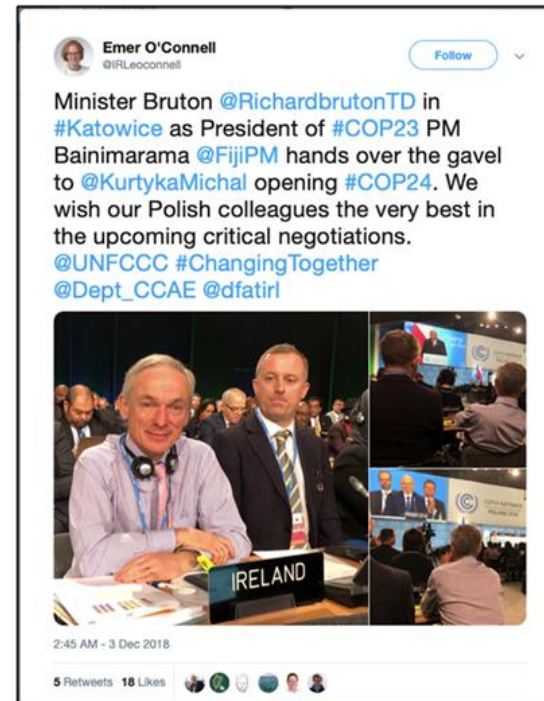 Emer O'Connell
@IRLeoconnell
Follow
Minister Bruton @RichardbrutonTD in
#Katowice as President of #COP23 PM
Bainimarama @FijiPM hands over the gavel
to @KurtykaMichal opening #COP24. We
wish our Polish colleagues the very best in
the upcoming critical negotiations.
@UNFCCC #ChangingTogether
@Dept_CCAE @dfatirl
IRELAND
2:45 AM - 3 Dec 2018
5 Retweets 18 Likes